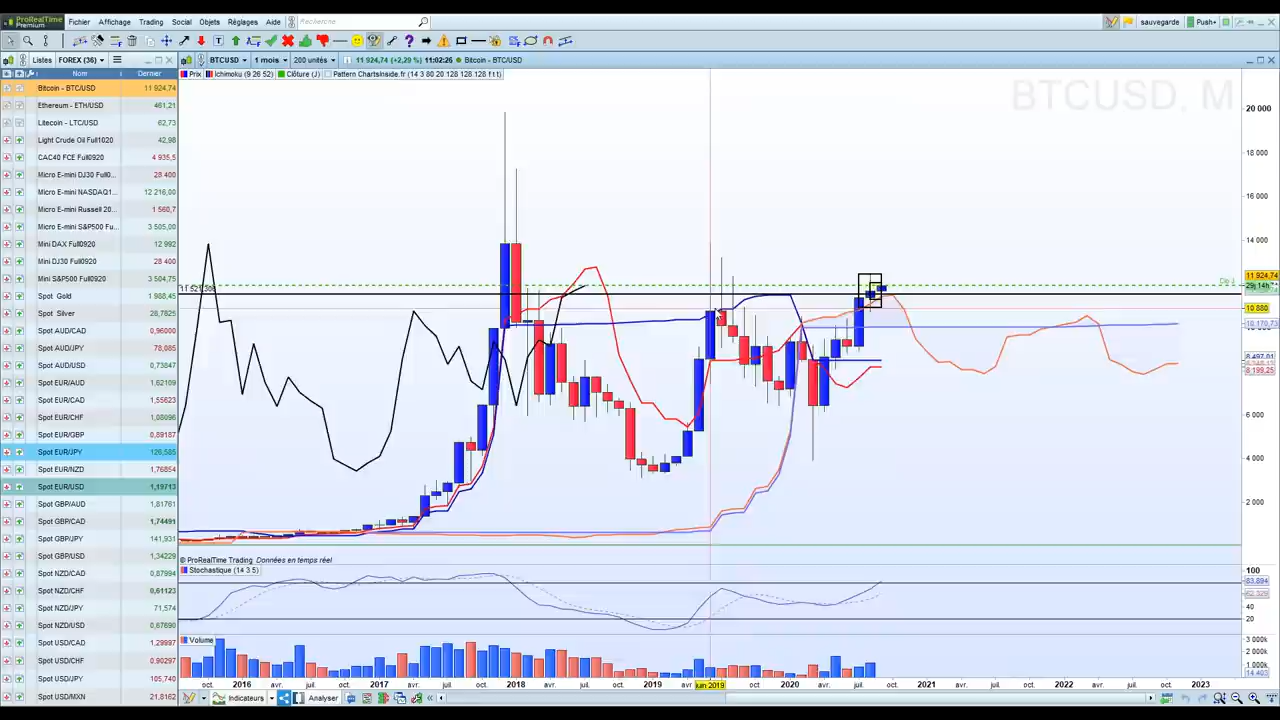 ProRealTime Premium Fichier Affichage Trading Social Objets Réglages Aide Recherche sauvegarde Push+
Listes FOREX (36) BTCUSD 1 mois 200 unités 11 924,74 (+2,29 %) 11:02:26 Bitcoin - BTC/USD
Nom Dernier
Prix Ichimoku (9 26 52) Clôture (J) Pattern Chartsinside.fr (14 3 80 20 128 128 128 f11)
BTCUSD, M
Bitcoin - BTC/USD 11 924,74
Ethereum - ETH/USD 461,21
Litecoin - LTC/USD 62,73
Light Crude Oil Full1020 42,98
CAC40 FCE Full0920 4 935,5
Micro E-mini DJ30 Full0... 28 400
Micro E-mini NASDAQ1... 12 216,00
Micro E-mini Russell 20... 1 560,7
Micro E-mini S&P500 Fu... 3 505,00
Mini DAX Full0920 12 992
Mini DJ30 Full0920 28 400
Mini S&P500 Full0920 3 504,75
Spot Gold 1 988,45
Spot Silver 28,7825
Spot AUD/CAD 0,96000
Spot AUD/JPY 78,085
Spot AUD/USD 0,73847
Spot EUR/AUD 1,62109
Spot EUR/CAD 1,55623
Spot EUR/CHF 1,08096
Spot EUR/GBP 0,89187
Spot EUR/JPY 126,585
Spot EUR/NZD 1,76854
Spot EUR/USD 1,19713
Spot GBP/AUD 1,81761
Spot GBP/CAD 1,74491
Spot GBP/JPY 141,931
Spot GBP/USD 1,34229
Spot NZD/CAD 0,87994
Spot NZD/CHF 0,61123
Spot NZD/JPY 71,574
Spot NZD/USD 0,67690
Spot USD/CAD 1,29997
Spot USD/CHF 0,90297
Spot USD/JPY 105,740
Spot USD/MXN 21,8162
20 000
18 000
16 000
14 000
11 924,74
10 880
10 170,73
8 199,25
6 000
4 000
2 000
© ProRealTime Trading Données en temps réel
Stochastique (14 3 5)
100
83,894
40
20
Volume
3 000k
2 000k
1 000k
14 403
oct. 2016 avr. juil. oct. 2017 avr. juil. oct. 2018 avr. juil. oct. 2019 avr. juin 2019 oct. 2020 avr. juil. oct. 2021 avr. juil. oct. 2022 avr. juil. oct. 2023
Indicateurs Analyser